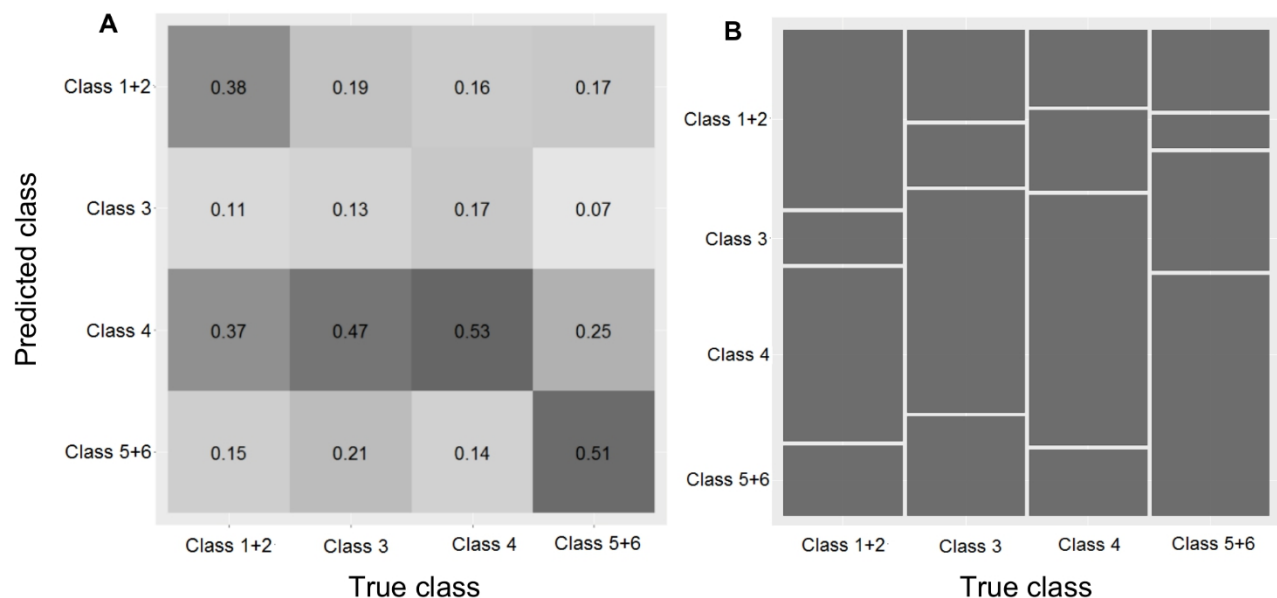 A
Predicted class
Class 1+2
0.38
0.19
0.16
0.17
Class 3
0.11
0.13
0.17
0.07
Class 4
0.37
0.47
0.53
0.25
Class 5+6
0.15
0.21
0.14
0.51
Class 1+2
Class 3
Class 4
Class 5+6
True class
B
Class 1+2
Class 3
Class 4
Class 5+6
Class 1+2
Class 3
Class 4
Class 5+6
True class